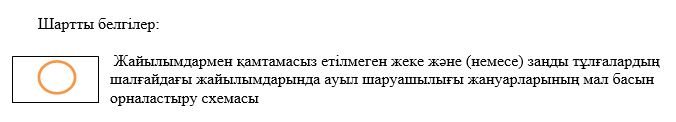 Шартты белгілер:
Жайылымдармен қамтамасыз етілмеген жеке және (немесе) заңды тұлғалардың
шалғайдағы жайылымдарында ауыл шаруашылығы жануарларының мал басын
орналастыру схемасы